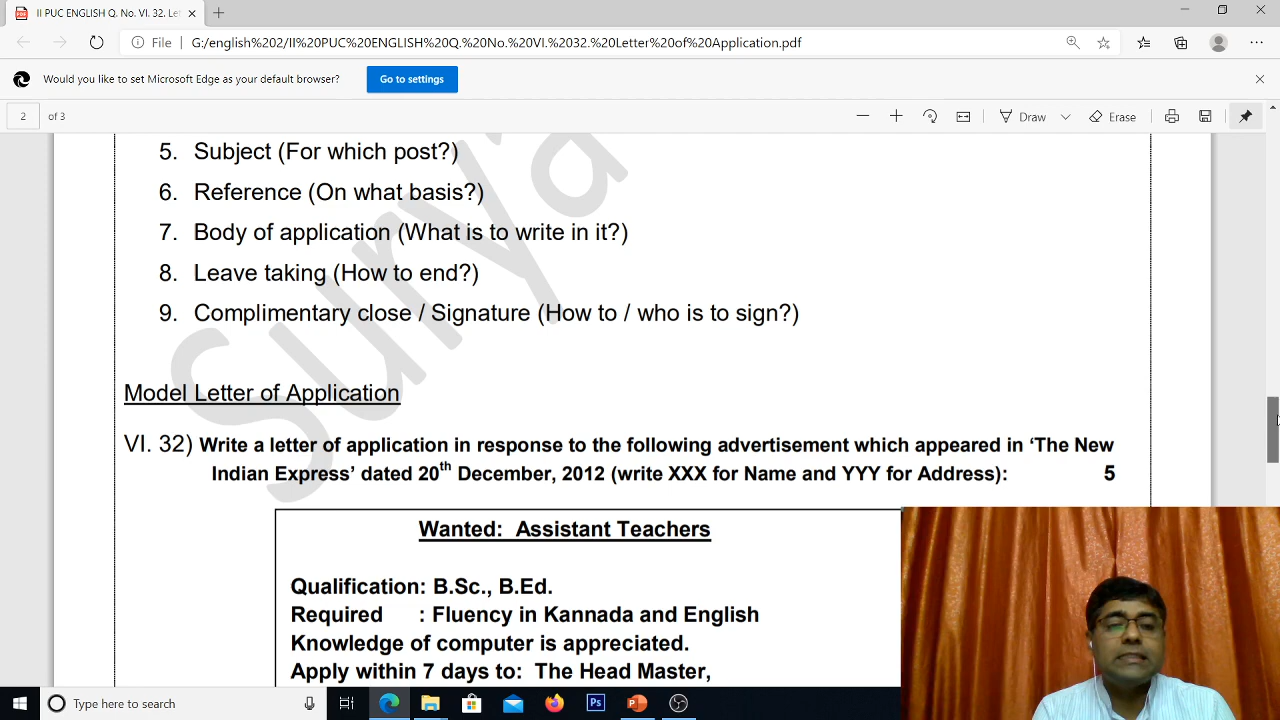 II PUC ENGLISH Q. No. VI. 32. Le
File
G:/english%202/II%20PUC%20ENGLISH%20Q.%20No.%20VI.%2032.%20Letter%20of%20Application.pdf
Would you like to set Microsoft Edge as your default browser?
Go to settings
2 of 3
Draw
Erase
Surya
5. Subject (For which post?)
6. Reference (On what basis?)
7. Body of application (What is to write in it?)
8. Leave taking (How to end?)
9. Complimentary close / Signature (How to / who is to sign?)
Model Letter of Application
VI. 32) Write a letter of application in response to the following advertisement which appeared in ‘The New
Indian Express’ dated 20th December, 2012 (write XXX for Name and YYY for Address): 5
Wanted: Assistant Teachers
Qualification: B.Sc., B.Ed.
Required : Fluency in Kannada and English
Knowledge of computer is appreciated.
Apply within 7 days to: The Head Master,
Type here to search
Ps